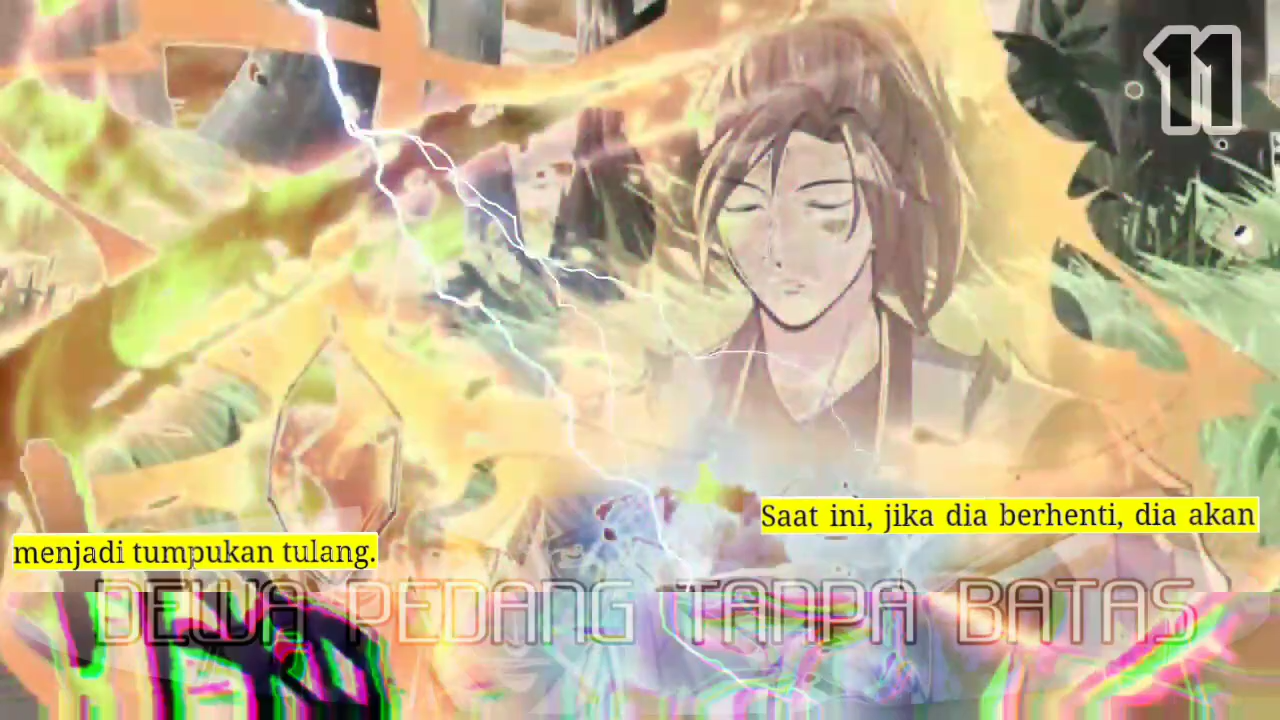 11
Saat ini, jika dia berhenti, dia akan
menjadi tumpukan tulang.
DEWA PEDANG TANPA BATAS